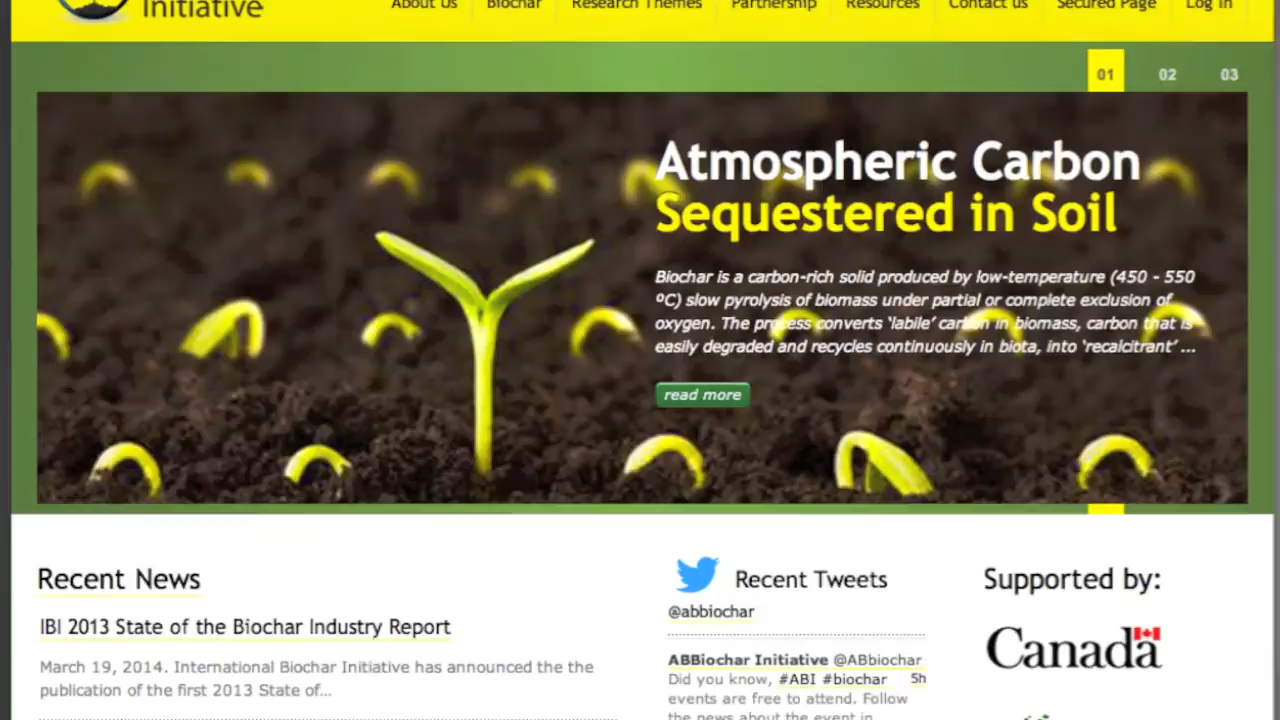 Initiative
About Us Biochar Research Themes Partnership Resources Contact us Secured Page Log In
01 02 03
Atmospheric Carbon
Sequestered in Soil
Biochar is a carbon-rich solid produced by low-temperature (450 - 550
ºC) slow pyrolysis of biomass under partial or complete exclusion of
oxygen. The process converts ‘labile’ carbon in biomass, carbon that is
easily degraded and recycles continuously in biota, into ‘recalcitrant’ ...
read more
Recent News
IBI 2013 State of the Biochar Industry Report
March 19, 2014. International Biochar Initiative has announced the the
publication of the first 2013 State of...
Recent Tweets
@abbiochar
ABBiochar Initiative @ABbiochar
Did you know, #ABI #biochar 5h
events are free to attend. Follow
the news about the event in
Supported by:
Canada